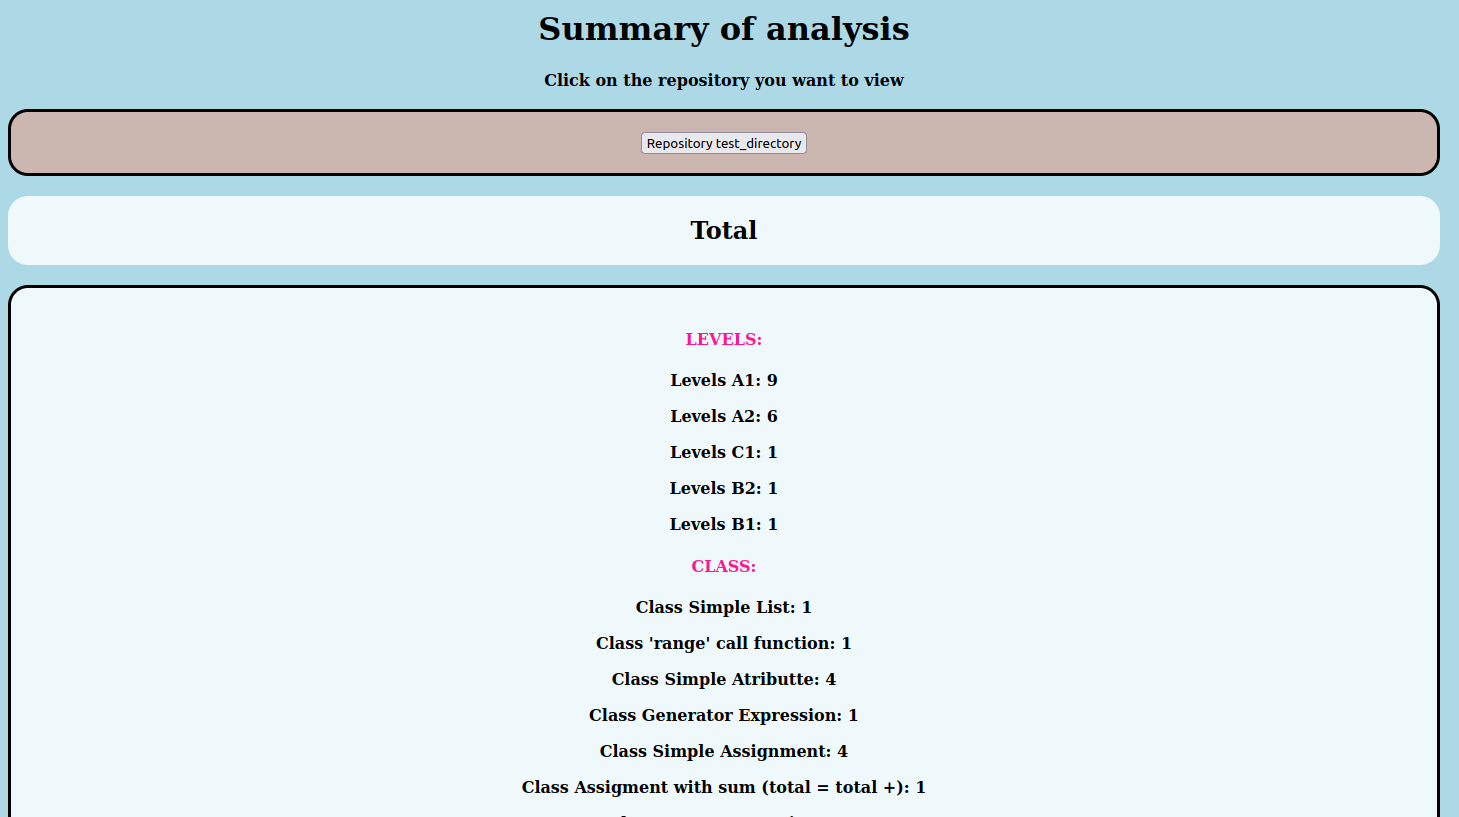 Summary of analysis
Click on the repository you want to view
Repository test_directory
Total
LEVELS:
Levels A1: 9
Levels A2: 6
Levels C1: 1
Levels B2: 1
Levels B1: 1
CLASS:
Class Simple List: 1
Class 'range' call function: 1
Class Simple Atributte: 4
Class Generator Expression: 1
Class Simple Assignment: 4
Class Assigment with sum (total = total +): 1